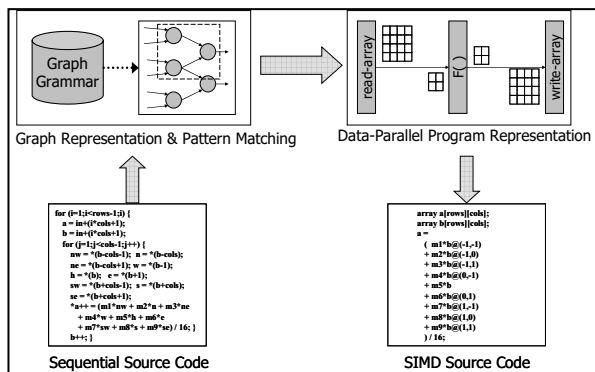 Graph
Grammar
read-array
F( )
write-array
Graph Representation & Pattern Matching
Data-Parallel Program Representation
for (i=1;i<rows-1;i) {
a = in+(i*cols+1);
b = in+(i*cols+1);
for (j=1;j<cols-1;j++) {
nw = *(b-cols-1); n = *(b-cols);
ne = *(b-cols+1); w = *(b-1);
h = *(b); e = *(b+1);
sw = *(b+cols-1); s = *(b+cols);
se = *(b+cols+1);
*a++ = (m1*nw + m2*n + m3*ne
+ m4*w + m5*h + m6*e
+ m7*sw + m8*s + m9*se) / 16; }
b++; }
Sequential Source Code
array a[rows][cols];
array b[rows][cols];
a =
( m1*b@(-1,-1)
+ m2*b@(-1,0)
+ m3*b@(-1,1)
+ m4*b@(0,-1)
+ m5*b
+ m6*b@(0,1)
+ m7*b@(1,-1)
+ m8*b@(1,0)
+ m9*b@(1,1)
) / 16;
SIMD Source Code